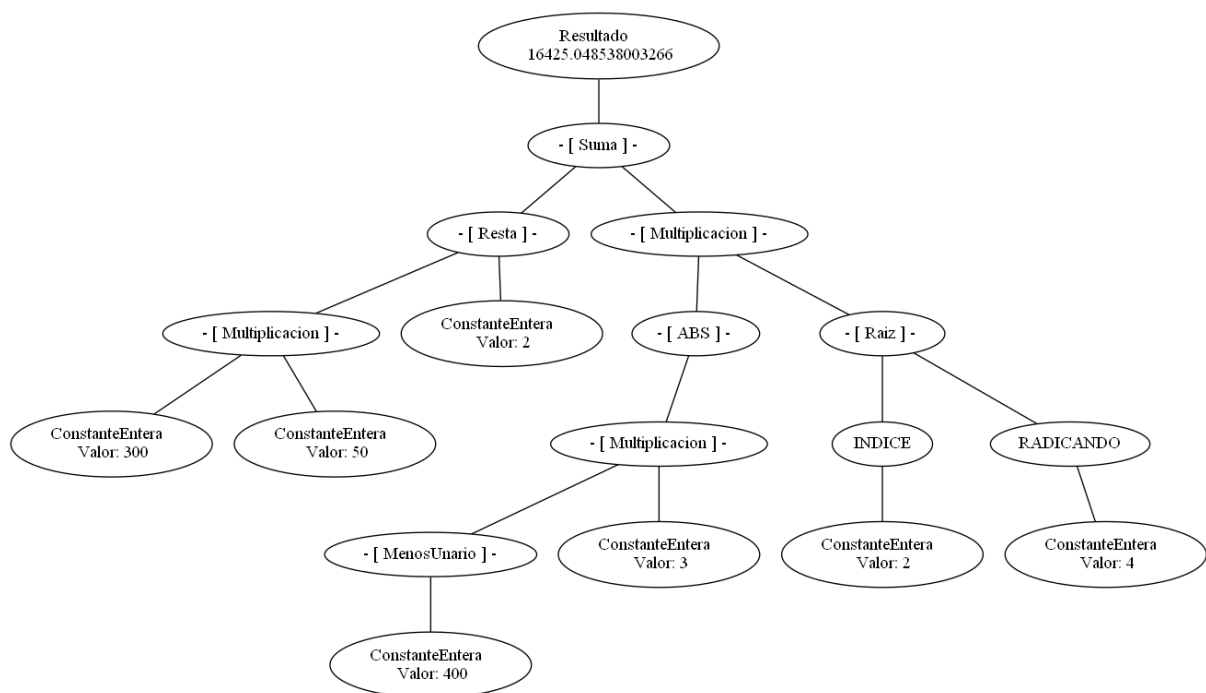 Resultado
16425.048538003266
- [ Suma ] -
- [ Resta ] -
- [ Multiplicacion ] -
- [ Multiplicacion ] -
ConstanteEntera
Valor: 2
- [ ABS ] -
- [ Raiz ] -
ConstanteEntera
Valor: 300
ConstanteEntera
Valor: 50
- [ Multiplicacion ] -
INDICE
RADICANDO
- [ MenosUnario ] -
ConstanteEntera
Valor: 3
ConstanteEntera
Valor: 2
ConstanteEntera
Valor: 4
ConstanteEntera
Valor: 400